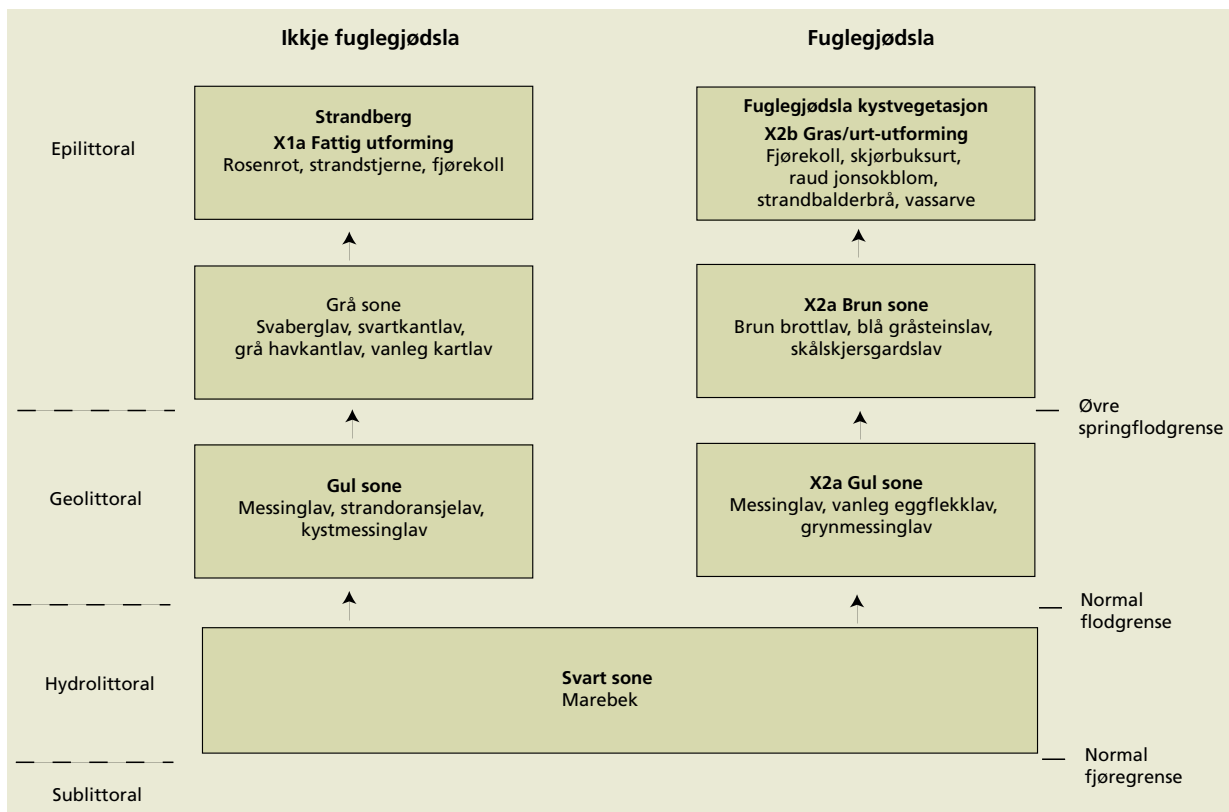 Ikkje fuglegjødsla
Fuglegjødsla
Epilittoral
Strandberg
X1a Fattig utforming
Rosenrot, strandstjerne, fjørekoll
Fuglegjødsla kystvegetasjon
X2b Gras/urt-utforming
Fjørekoll, skjørbuksurt,
raud jonsokblom,
strandbalderbrå, vassarve
Grå sone
Svaberglav, svartkantlav,
grå havkantlav, vanleg kartlav
X2a Brun sone
Brun brottlav, blå gråsteinslav,
skålskjersgardslav
Øvre
springflodgrense
Geolittoral
Gul sone
Messinglav, strandoransjelav,
kystmessinglav
X2a Gul sone
Messinglav, vanleg eggflekklav,
grynmessinglav
Normal
flodgrense
Hydrolittoral
Svart sone
Marebek
Normal
fjøregrense
Sublittoral